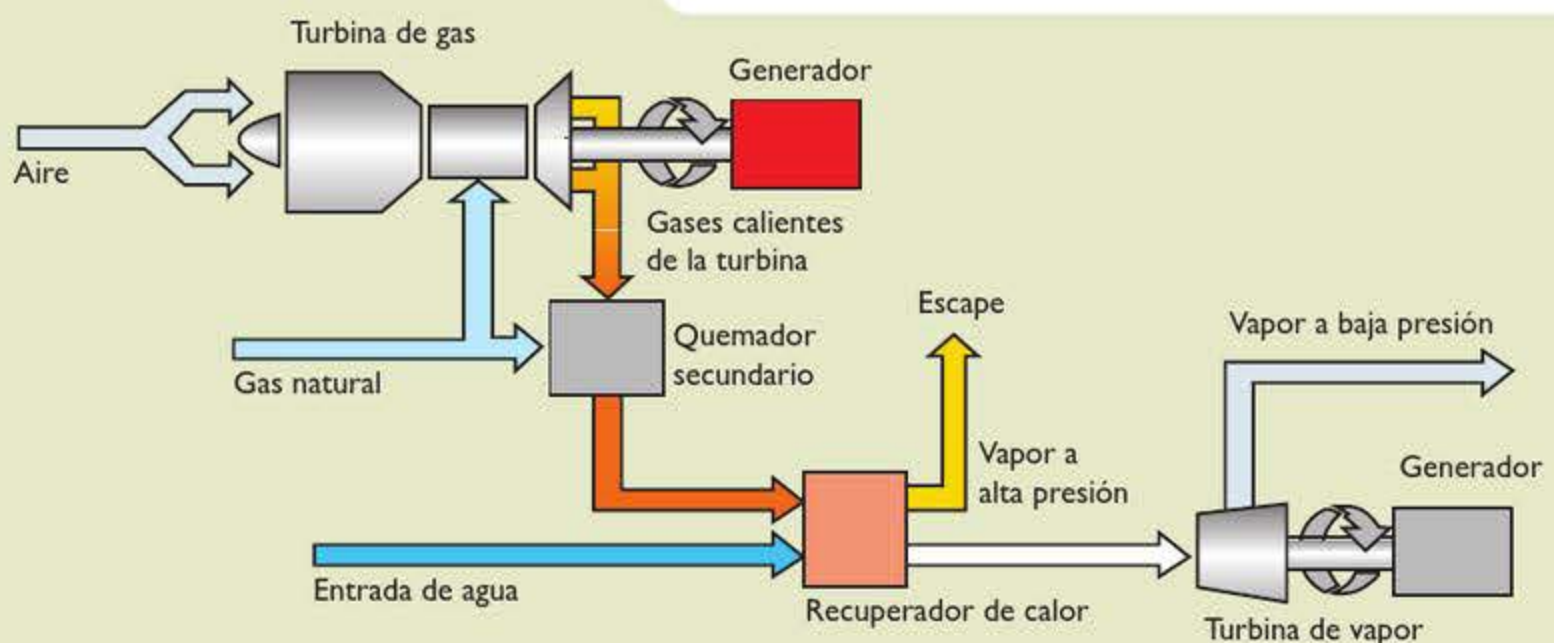 Turbina de gas
Generador
Aire
Gases calientes
de la turbina
Escape
Quemador
secundario
Vapor a baja presión
Gas natural
Vapor a
alta presión
Generador
Entrada de agua
Recuperador de calor
Turbina de vapor